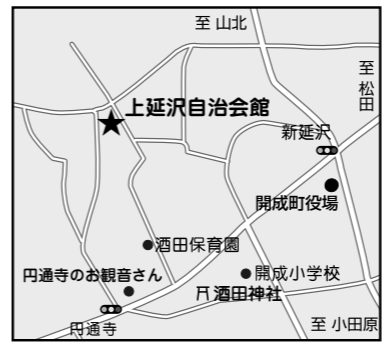 至 山北
至 松田
上延沢自治会館
新延沢
開成町役場
酒田保育園
円通寺のお観音さん
開成小学校
酒田神社
円通寺
至 小田原